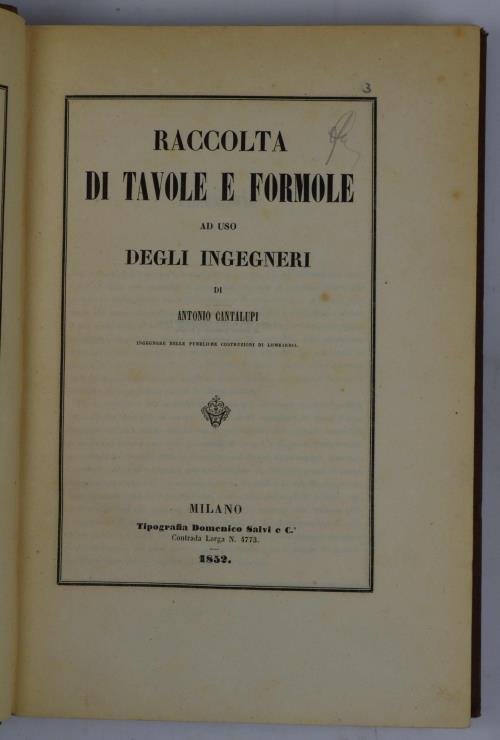 3
RACCOLTA
DI TAVOLE E FORMOLE
AD USO
DEGLI INGEGNERI
DI
ANTONIO CANTALUPI
INGEGNERE DELLE PUBBLICHE COSTRUZIONI DI LOMBARDIA.
MILANO
Tipografia Domenico Salvi e C.°
Contrada Larga N. 4773.
1852.